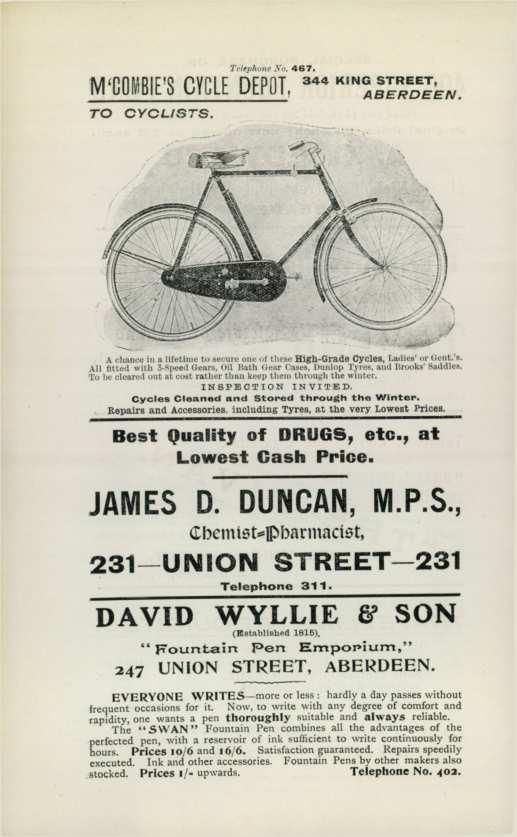 Telephone No. 467.
M'COMBIE'S CYCLE DEPOT, 344 KING STREET,
ABERDEEN.
TO CYCLISTS.
A chance in a lifetime to secure one of these High-Grade Cycles, Ladies' or Gent.'s.
All fitted with 3-Speed Gears, Oil Bath Gear Cases, Dunlop Tyres, and Brooks' Saddles.
To be cleared out at cost rather than keep them through the winter.
INSPECTION INVITED.
Cycles Cleaned and Stored through the Winter.
Repairs and Accessories, including Tyres, at the very Lowest Prices.
Best Quality of DRUGS, etc., at
Lowest Cash Price.
JAMES D. DUNCAN, M.P.S.,
Chemist=Pharmacist,
231—UNION STREET—231
Telephone 311.
DAVID WYLLIE & SON
(Established 1815),
"Fountain Pen Emporium,"
247 UNION STREET, ABERDEEN.
EVERYONE WRITES—more or less: hardly a day passes without
frequent occasions for it. Now, to write with any degree of comfort and
rapidity, one wants a pen thoroughly suitable and always reliable.
The "SWAN" Fountain Pen combines all the advantages of the
perfected pen, with a reservoir of ink sufficient to write continuously for
hours. Prices 10/6 and 16/6. Satisfaction guaranteed. Repairs speedily
executed. Ink and other accessories. Fountain Pens by other makers also
stocked. Prices 1/- upwards. Telephone No. 402.